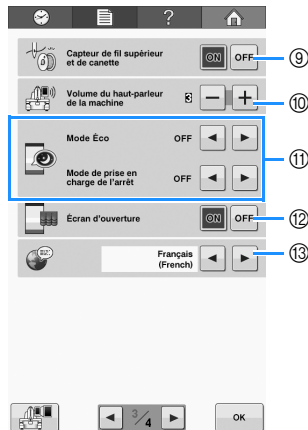 ?
Capteur de fil supérieur
et de canette
ON OFF
⑨
Volume du haut-parleur
de la machine
3 − +
⑩
Mode Éco
OFF
⑪
Mode de prise en
charge de l'arrêt
OFF
Écran d'ouverture
ON OFF
⑫
Français
(French)
⑬
3/4
OK